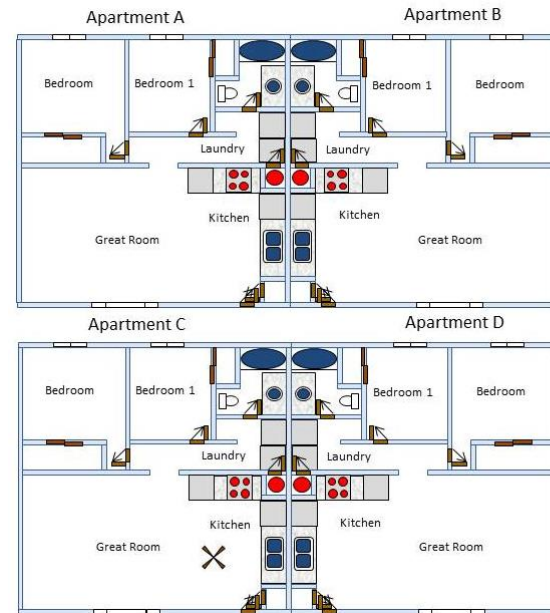 Apartment A
Apartment B
Bedroom
Bedroom 1
Bedroom 1
Bedroom
Laundry
Laundry
Kitchen
Kitchen
Great Room
Great Room
Apartment C
Apartment D
Bedroom
Bedroom 1
Bedroom 1
Bedroom
Laundry
Laundry
Kitchen
Kitchen
Great Room
Great Room